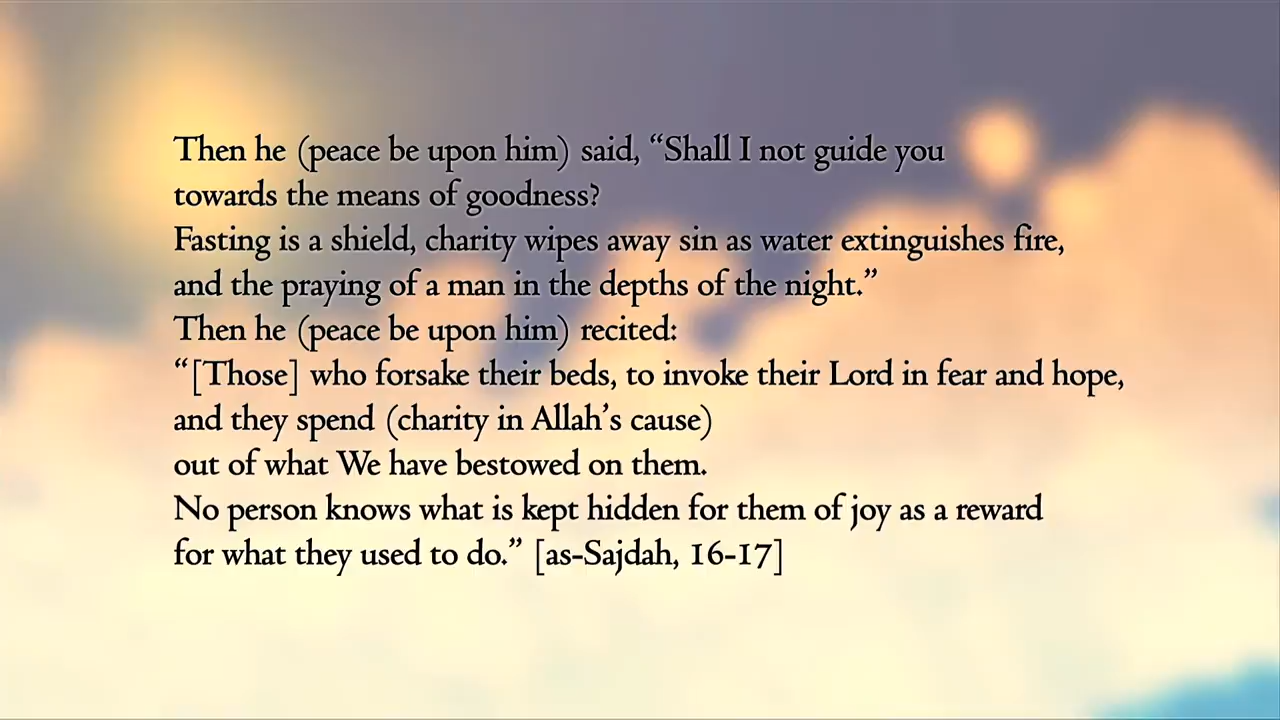 Then he (peace be upon him) said, “Shall I not guide you
towards the means of goodness?
Fasting is a shield, charity wipes away sin as water extinguishes fire,
and the praying of a man in the depths of the night.”
Then he (peace be upon him) recited:
“[Those] who forsake their beds, to invoke their Lord in fear and hope,
and they spend (charity in Allah’s cause)
out of what We have bestowed on them.
No person knows what is kept hidden for them of joy as a reward
for what they used to do.” [as-Sajdah, 16-17]